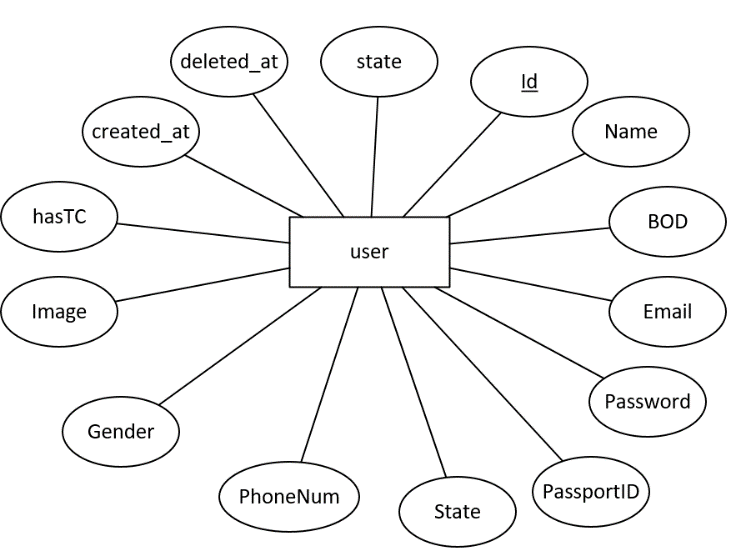 deleted_at
state
Id
created_at
Name
hasTC
BOD
user
Image
Email
Password
Gender
PhoneNum
State
PassportID